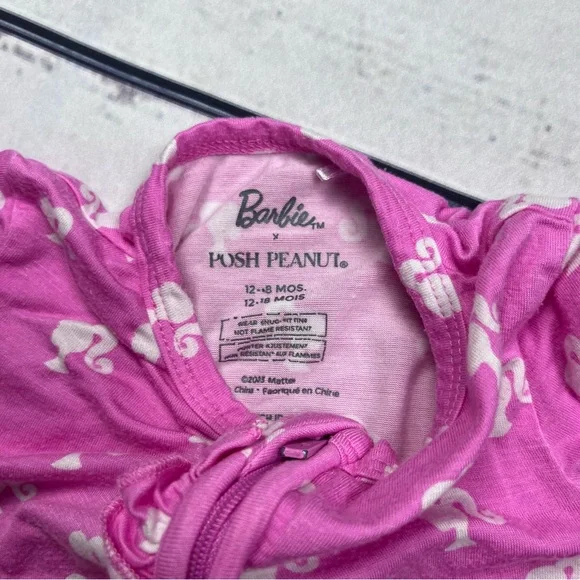 Barbie™
x
POSH PEANUT®
12-18 MOS.
12-18 MOIS
WEAR SNUG-FITTING
NOT FLAME RESISTANT
PORTER AJUSTEMENT
NON RÉSISTANT AUX FLAMMES
©2023 Mattel
China • Fabriqué en Chine